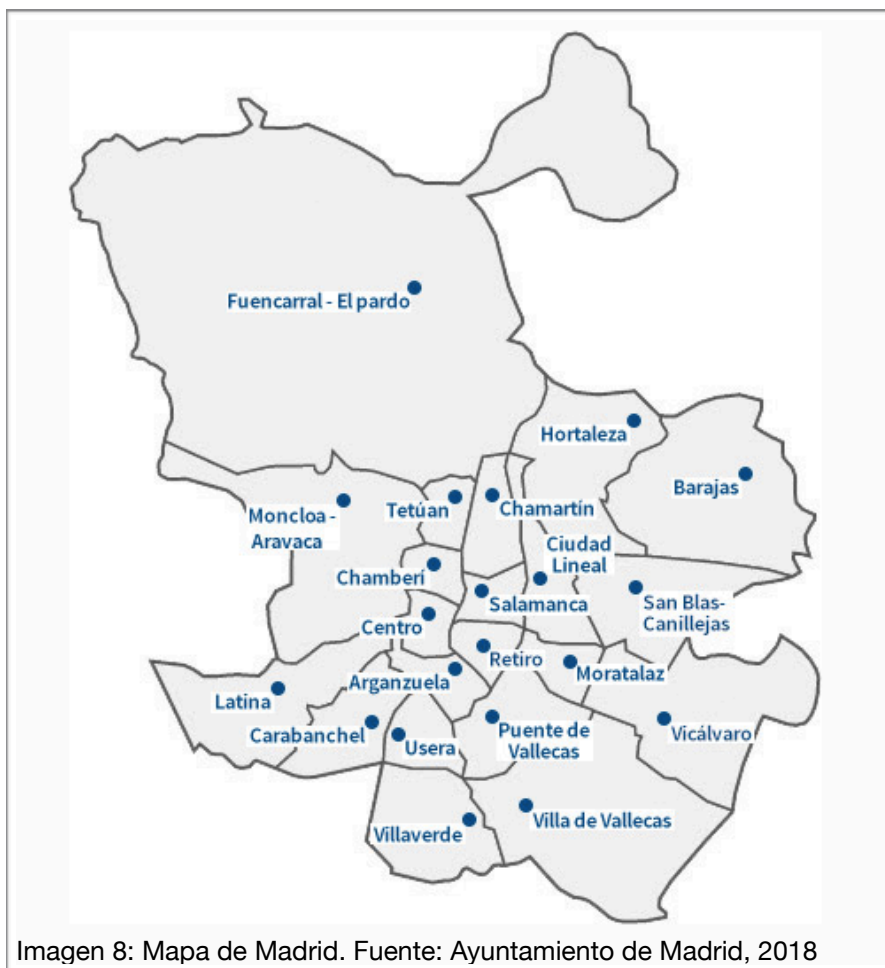 Fuencarral - El pardo
Hortaleza
Barajas
Moncloa -
Aravaca
Tetúan
Chamartín
Ciudad
Lineal
Chamberí
Salamanca
San Blas-
Canillejas
Centro
Retiro
Moratalaz
Arganzuela
Latina
Carabanchel
Usera
Puente de
Vallecas
Vicálvaro
Villaverde
Villa de Vallecas
Imagen 8: Mapa de Madrid. Fuente: Ayuntamiento de Madrid, 2018